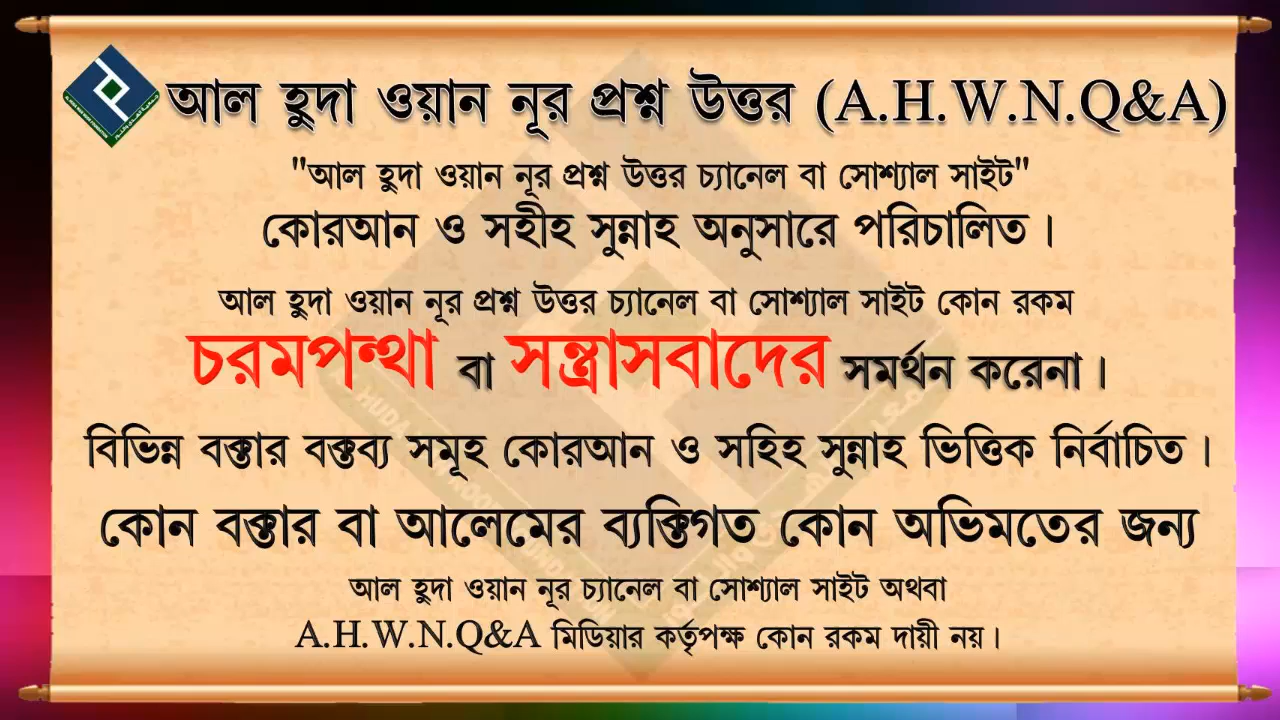 আল হুদা ওয়ান নূর প্রশ্ন উত্তর (A.H.W.N.Q&A)
"আল হুদা ওয়ান নূর প্রশ্ন উত্তর চ্যানেল বা সোশ্যাল সাইট"
কোরআন ও সহীহ সুন্নাহ অনুসারে পরিচালিত।
আল হুদা ওয়ান নূর প্রশ্ন উত্তর চ্যানেল বা সোশ্যাল সাইট কোন রকম
চরমপন্থা বা সন্ত্রাসবাদের সমর্থন করেনা।
বিভিন্ন বক্তার বক্তব্য সমূহ কোরআন ও সহিহ সুন্নাহ ভিত্তিক নির্বাচিত।
কোন বক্তার বা আলেমের ব্যক্তিগত কোন অভিমতের জন্য
আল হুদা ওয়ান নূর চ্যানেল বা সোশ্যাল সাইট অথবা
A.H.W.N.Q&A মিডিয়ার কর্তৃপক্ষ কোন রকম দায়ী নয়।